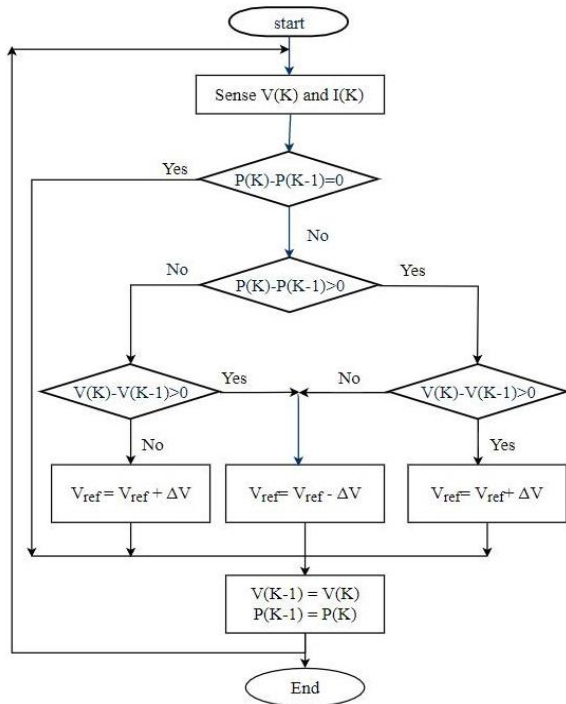 start
Sense V(K) and I(K)
Yes
P(K)-P(K-1)=0
No
No
Yes
P(K)-P(K-1)>0
V(K)-V(K-1)>0
Yes
No
V(K)-V(K-1)>0
No
Yes
Vref = Vref + ΔV
Vref= Vref - ΔV
Vref= Vref+ ΔV
V(K-1) = V(K)
P(K-1) = P(K)
End